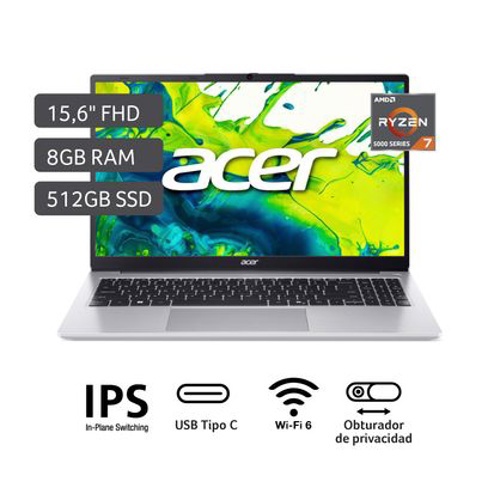 15,6" FHD
8GB RAM
512GB SSD
acer
AMD
RYZEN
5000 SERIES 7
acer
IPS
In-Plane Switching
USB Tipo C
Wi-Fi 6
Obturador
de privacidad